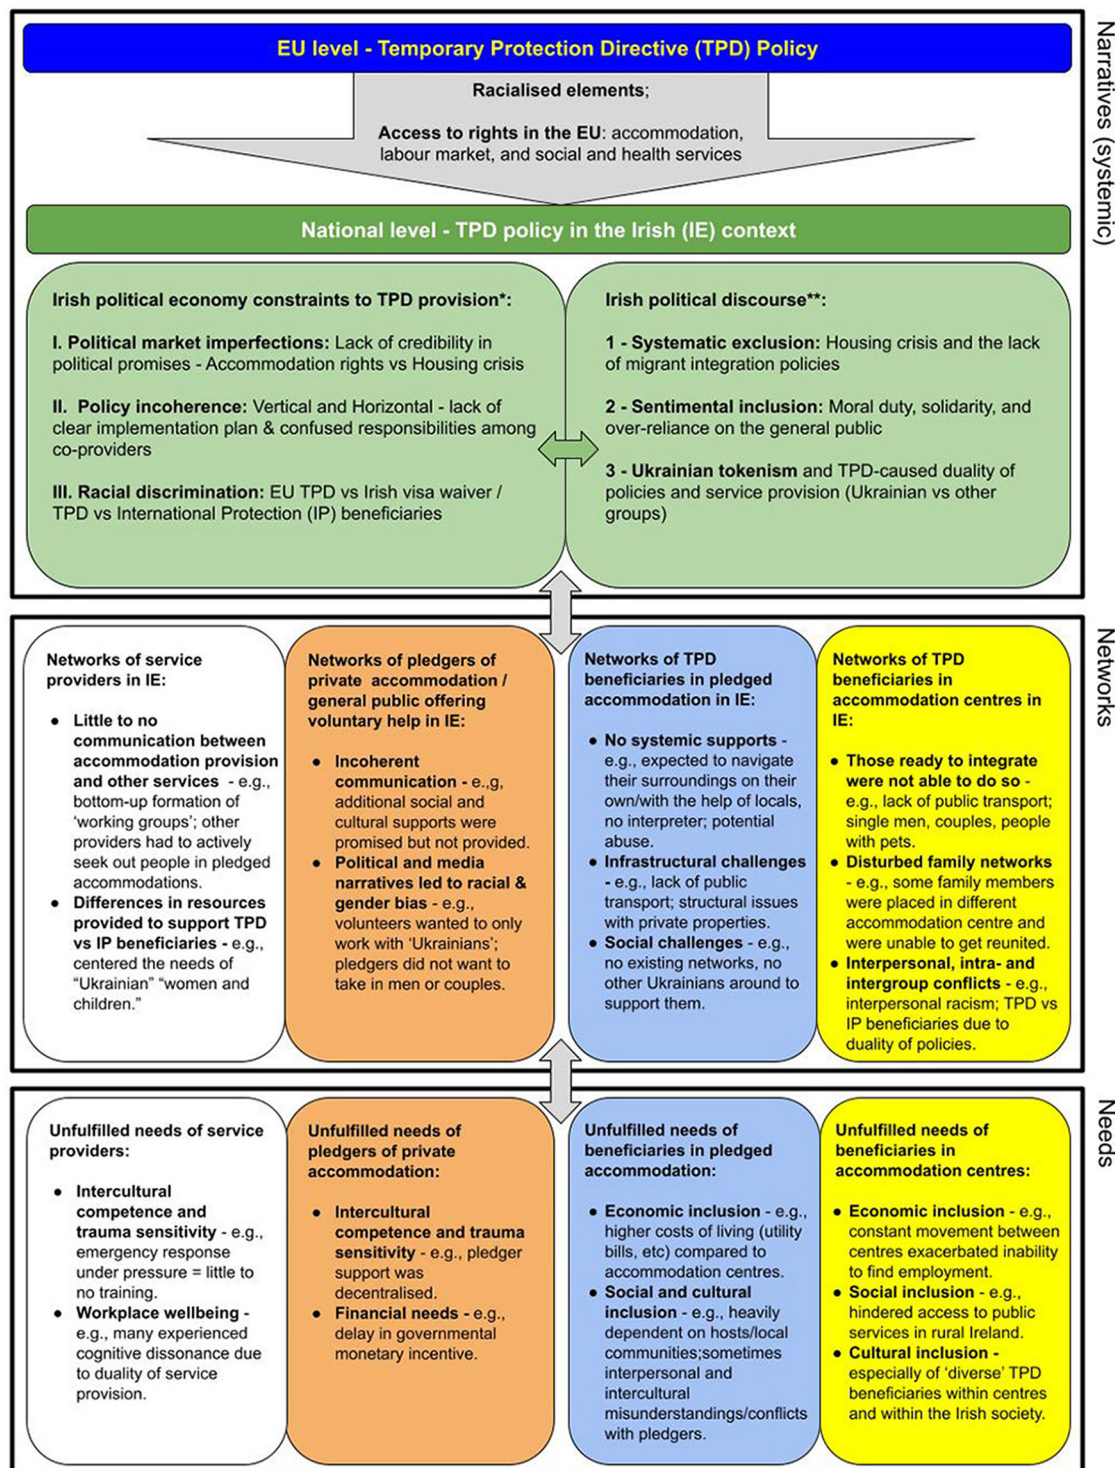 EU level - Temporary Protection Directive (TPD) Policy
Racialised elements;
Access to rights in the EU: accommodation,
labour market, and social and health services
National level - TPD policy in the Irish (IE) context
Narratives (systemic)
Irish political economy constraints to TPD provision*:
I. Political market imperfections: Lack of credibility in
political promises - Accommodation rights vs Housing crisis
II. Policy incoherence: Vertical and Horizontal - lack of
clear implementation plan & confused responsibilities among
co-providers
III. Racial discrimination: EU TPD vs Irish visa waiver /
TPD vs International Protection (IP) beneficiaries
Irish political discourse**:
1 - Systematic exclusion: Housing crisis and the lack
of migrant integration policies
2 - Sentimental inclusion: Moral duty, solidarity, and
over-reliance on the general public
3 - Ukrainian tokenism and TPD-caused duality of
policies and service provision (Ukrainian vs other
groups)
Networks
Networks of service
providers in IE:
● Little to no
communication between
accommodation provision
and other services - e.g.,
bottom-up formation of
‘working groups’; other
providers had to actively
seek out people in pledged
accommodations.
● Differences in resources
provided to support TPD
vs IP beneficiaries - e.g.,
centered the needs of
“Ukrainian” “women and
children.”
Networks of pledgers of
private accommodation /
general public offering
voluntary help in IE:
● Incoherent
communication - e.,g,
additional social and
cultural supports were
promised but not provided.
● Political and media
narratives led to racial &
gender bias - e.g.,
volunteers wanted to only
work with ‘Ukrainians’;
pledgers did not want to
take in men or couples.
Networks of TPD
beneficiaries in pledged
accommodation in IE:
● No systemic supports -
e.g., expected to navigate
their surroundings on their
own/with the help of locals,
no interpreter; potential
abuse.
● Infrastructural challenges
- e.g., lack of public
transport; structural issues
with private properties.
● Social challenges - e.g.,
no existing networks, no
other Ukrainians around to
support them.
Networks of TPD
beneficiaries in
accommodation centres in
IE:
● Those ready to integrate
were not able to do so -
e.g., lack of public transport;
single men, couples, people
with pets.
● Disturbed family networks
- e.g., some family members
were placed in different
accommodation centre and
were unable to get reunited.
● Interpersonal, intra- and
intergroup conflicts - e.g.,
interpersonal racism; TPD vs
IP beneficiaries due to
duality of policies.
Needs
Unfulfilled needs of service
providers:
● Intercultural
competence and
trauma sensitivity - e.g.,
emergency response
under pressure = little to
no training.
● Workplace wellbeing -
e.g., many experienced
cognitive dissonance due
to duality of service
provision.
Unfulfilled needs of
pledgers of private
accommodation:
● Intercultural
competence and trauma
sensitivity - e.g., pledger
support was
decentralised.
● Financial needs - e.g.,
delay in governmental
monetary incentive.
Unfulfilled needs of
beneficiaries in pledged
accommodation:
● Economic inclusion - e.g.,
higher costs of living (utility
bills, etc) compared to
accommodation centres.
● Social and cultural
inclusion - e.g., heavily
dependent on hosts/local
communities;sometimes
interpersonal and
intercultural
misunderstandings/conflicts
with pledgers.
Unfulfilled needs of
beneficiaries in
accommodation centres:
● Economic inclusion - e.g.,
constant movement between
centres exacerbated inability
to find employment.
● Social inclusion - e.g.,
hindered access to public
services in rural Ireland.
● Cultural inclusion -
especially of ‘diverse’ TPD
beneficiaries within centres
and within the Irish society.